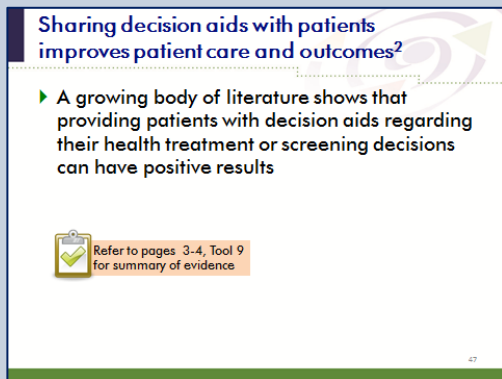 Sharing decision aids with patients
improves patient care and outcomes²
A growing body of literature shows that
providing patients with decision aids regarding
their health treatment or screening decisions
can have positive results
Refer to pages 3-4, Tool 9
for summary of evidence
47